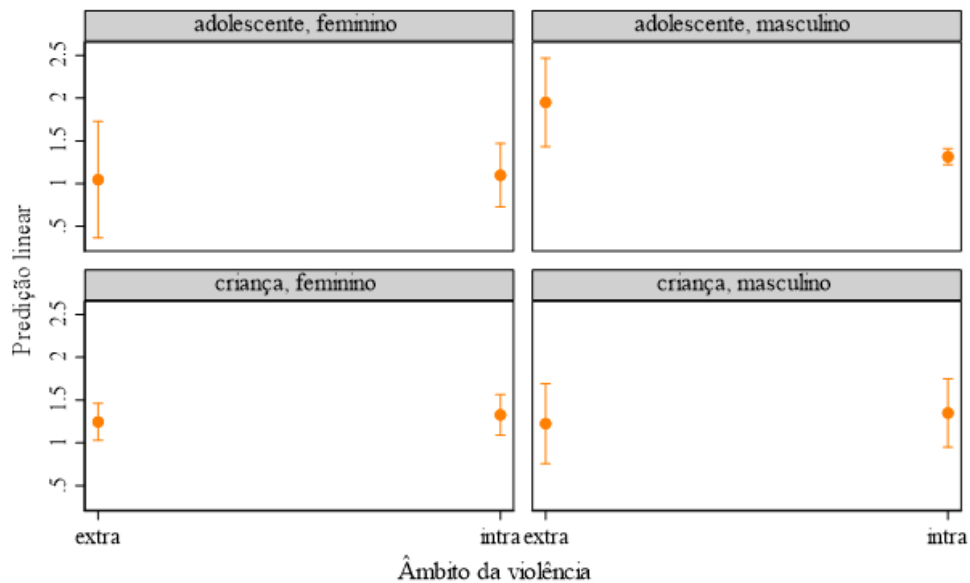 adolescente, feminino
adolescente, masculino
2.5
2
1.5
1
.5
criança, feminino
criança, masculino
2.5
2
1.5
1
.5
Predição linear
extra
intra
extra
intra
Âmbito da violência